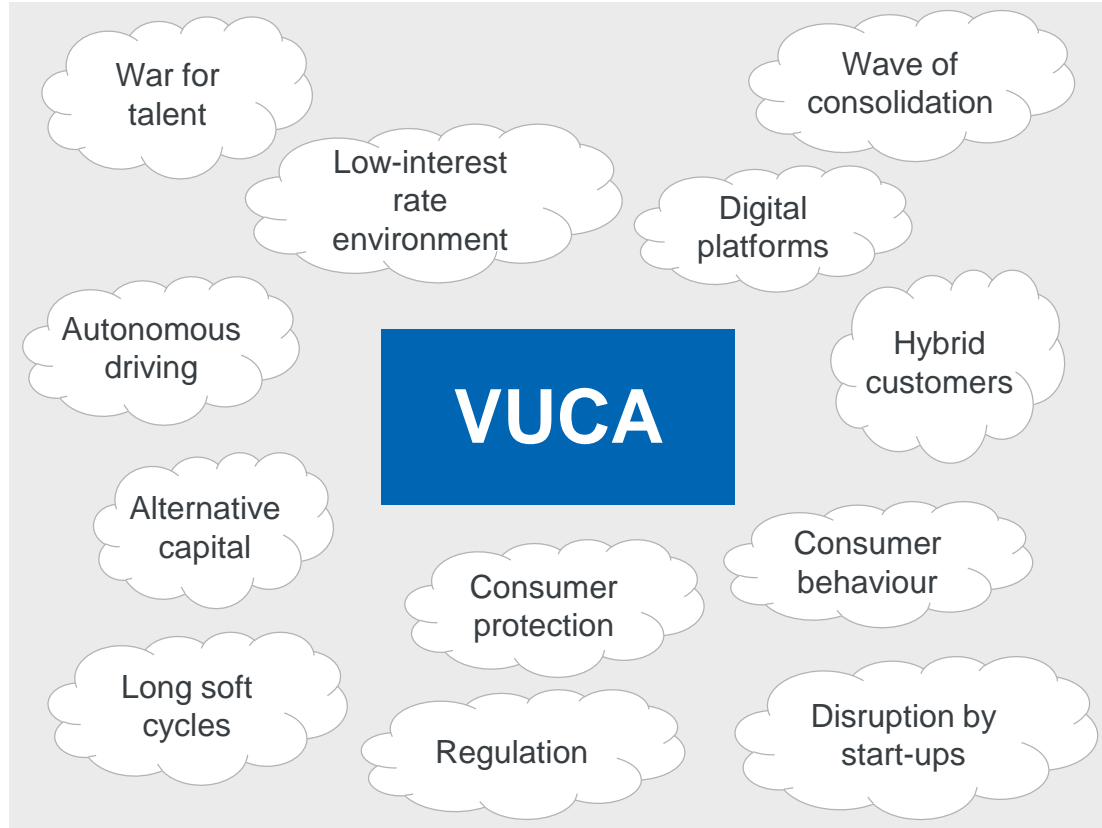 War for
talent
Wave of
consolidation
Low-interest
rate
environment
Digital
platforms
Autonomous
driving
Hybrid
customers
VUCA
Alternative
capital
Consumer
behaviour
Consumer
protection
Long soft
cycles
Regulation
Disruption by
start-ups